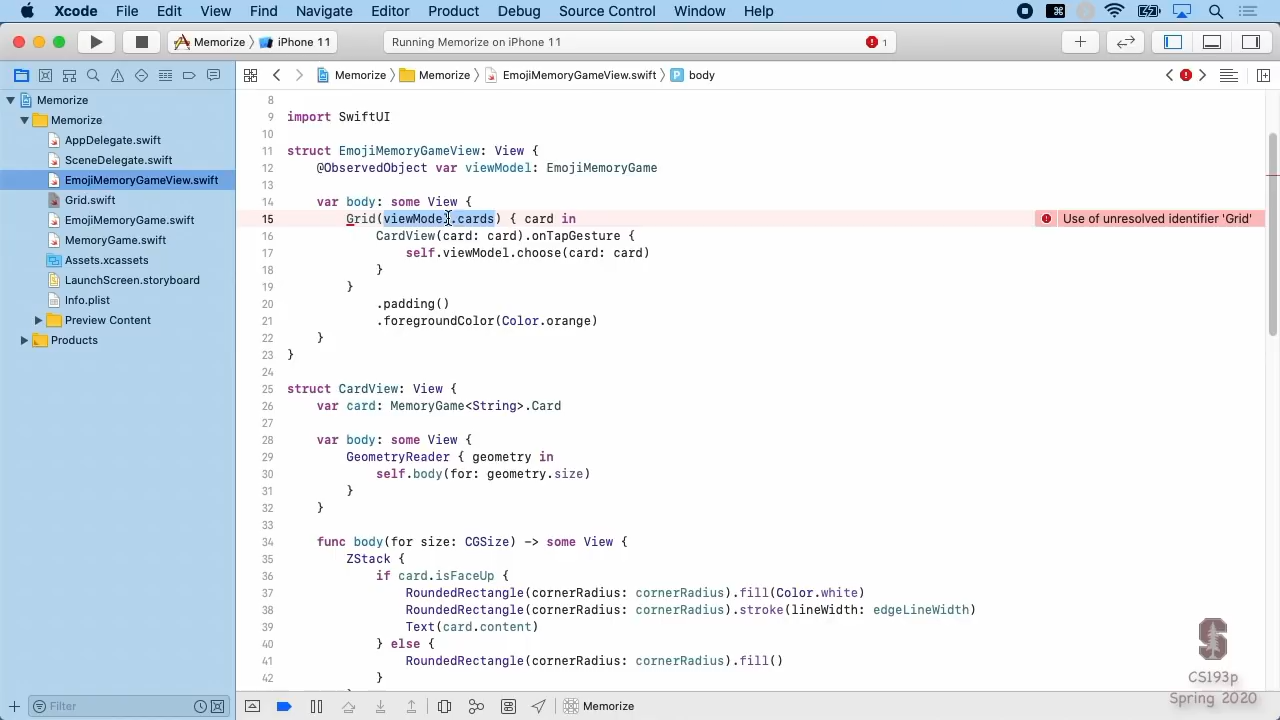 Xcode File Edit View Find Navigate Editor Product Debug Source Control Window Help
Memorize iPhone 11
Running Memorize on iPhone 11
1
Memorize Memorize EmojiMemoryGameView.swift P body
Memorize
Memorize
AppDelegate.swift
SceneDelegate.swift
EmojiMemoryGameView.swift
Grid.swift
EmojiMemoryGame.swift
MemoryGame.swift
Assets.xcassets
LaunchScreen.storyboard
Info.plist
Preview Content
Products
Filter
8
9 import SwiftUI
10
11 struct EmojiMemoryGameView: View {
12 @ObservedObject var viewModel: EmojiMemoryGame
13
14 var body: some View {
15 Grid(viewModel.cards) { card in
Use of unresolved identifier 'Grid'
16 CardView(card: card).onTapGesture {
17 self.viewModel.choose(card: card)
18 }
19 }
20 .padding()
21 .foregroundColor(Color.orange)
22 }
23 }
24
25 struct CardView: View {
26 var card: MemoryGame<String>.Card
27
28 var body: some View {
29 GeometryReader { geometry in
30 self.body(for: geometry.size)
31 }
32 }
33
34 func body(for size: CGSize) -> some View {
35 ZStack {
36 if card.isFaceUp {
37 RoundedRectangle(cornerRadius: cornerRadius).fill(Color.white)
38 RoundedRectangle(cornerRadius: cornerRadius).stroke(lineWidth: edgeLineWidth)
39 Text(card.content)
40 } else {
41 RoundedRectangle(cornerRadius: cornerRadius).fill()
42 }
Memorize
S
CS193p
Spring 2020